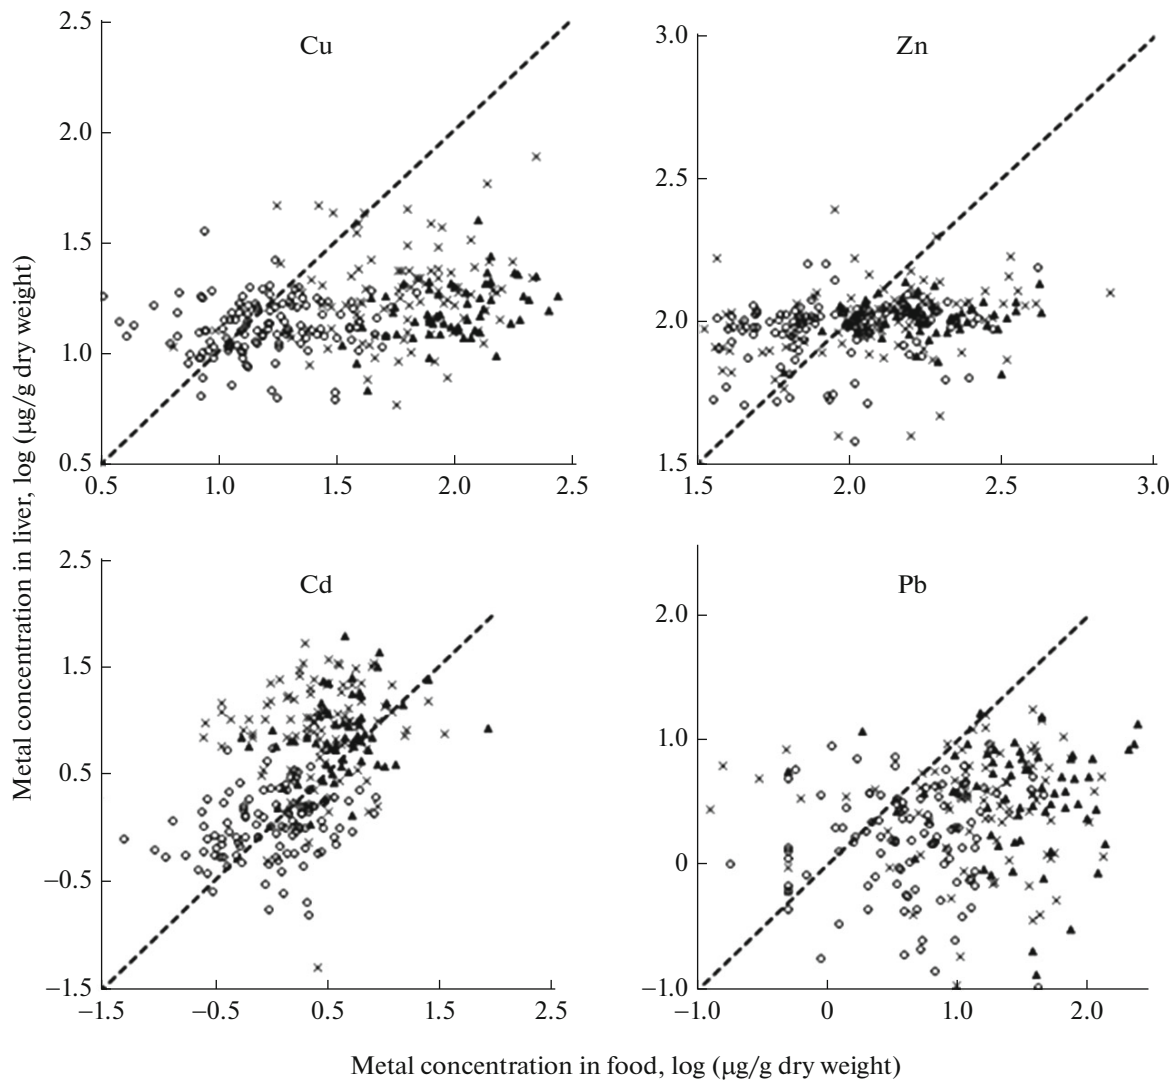 Metal concentration in liver, log (µg/g dry weight)
Cu
2.5
2.0
1.5
1.0
0.5
0.5 1.0 1.5 2.0 2.5
Zn
3.0
2.5
2.0
1.5
1.5 2.0 2.5 3.0
Cd
2.5
1.5
0.5
−0.5
−1.5
−1.5 −0.5 0.5 1.5 2.5
Pb
2.0
1.0
0
−1.0
−1.0 0 1.0 2.0
Metal concentration in food, log (µg/g dry weight)